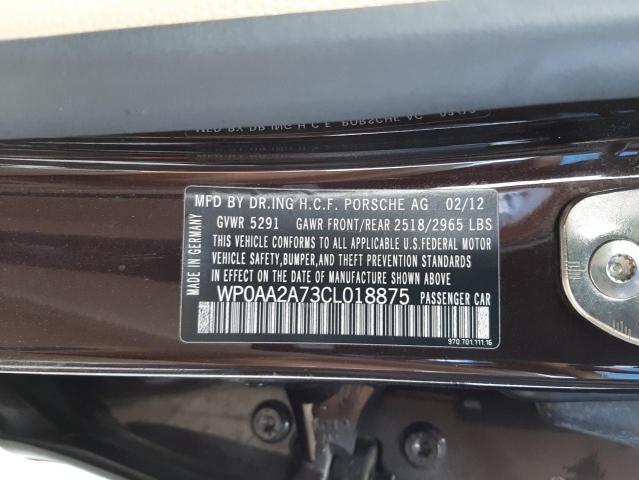 MFD BY DR.ING H.C.F. PORSCHE AG 02/12
GVWR 5291 GAWR FRONT/REAR 2518/2965 LBS
THIS VEHICLE CONFORMS TO ALL APPLICABLE U.S.FEDERAL MOTOR
VEHICLE SAFETY,BUMPER,AND THEFT PREVENTION STANDARDS
IN EFFECT ON THE DATE OF MANUFACTURE SHOWN ABOVE.
WP0AA2A73CL018875 PASSENGER CAR
970.701.111.16
MADE IN GERMANY